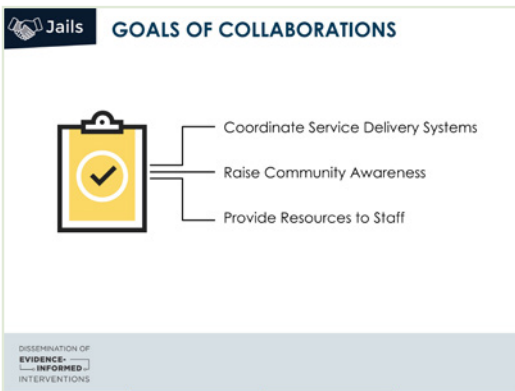 Jails
GOALS OF COLLABORATIONS
Coordinate Service Delivery Systems
Raise Community Awareness
Provide Resources to Staff
DISSEMINATION OF
EVIDENCE-
INFORMED
INTERVENTIONS